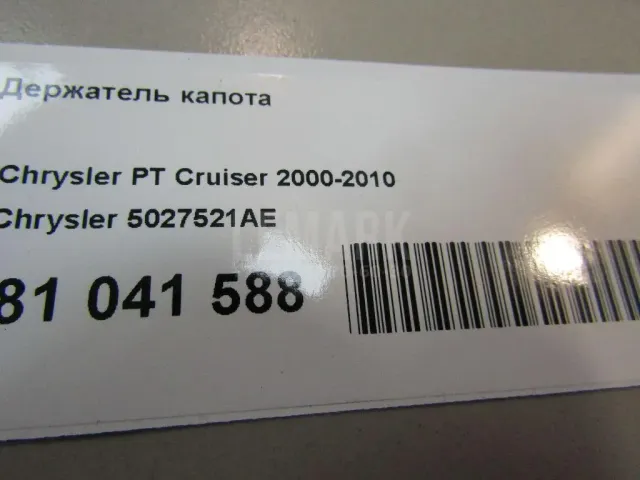 Держатель капота
Chrysler PT Cruiser 2000-2010
Chrysler 5027521AE
81 041 588